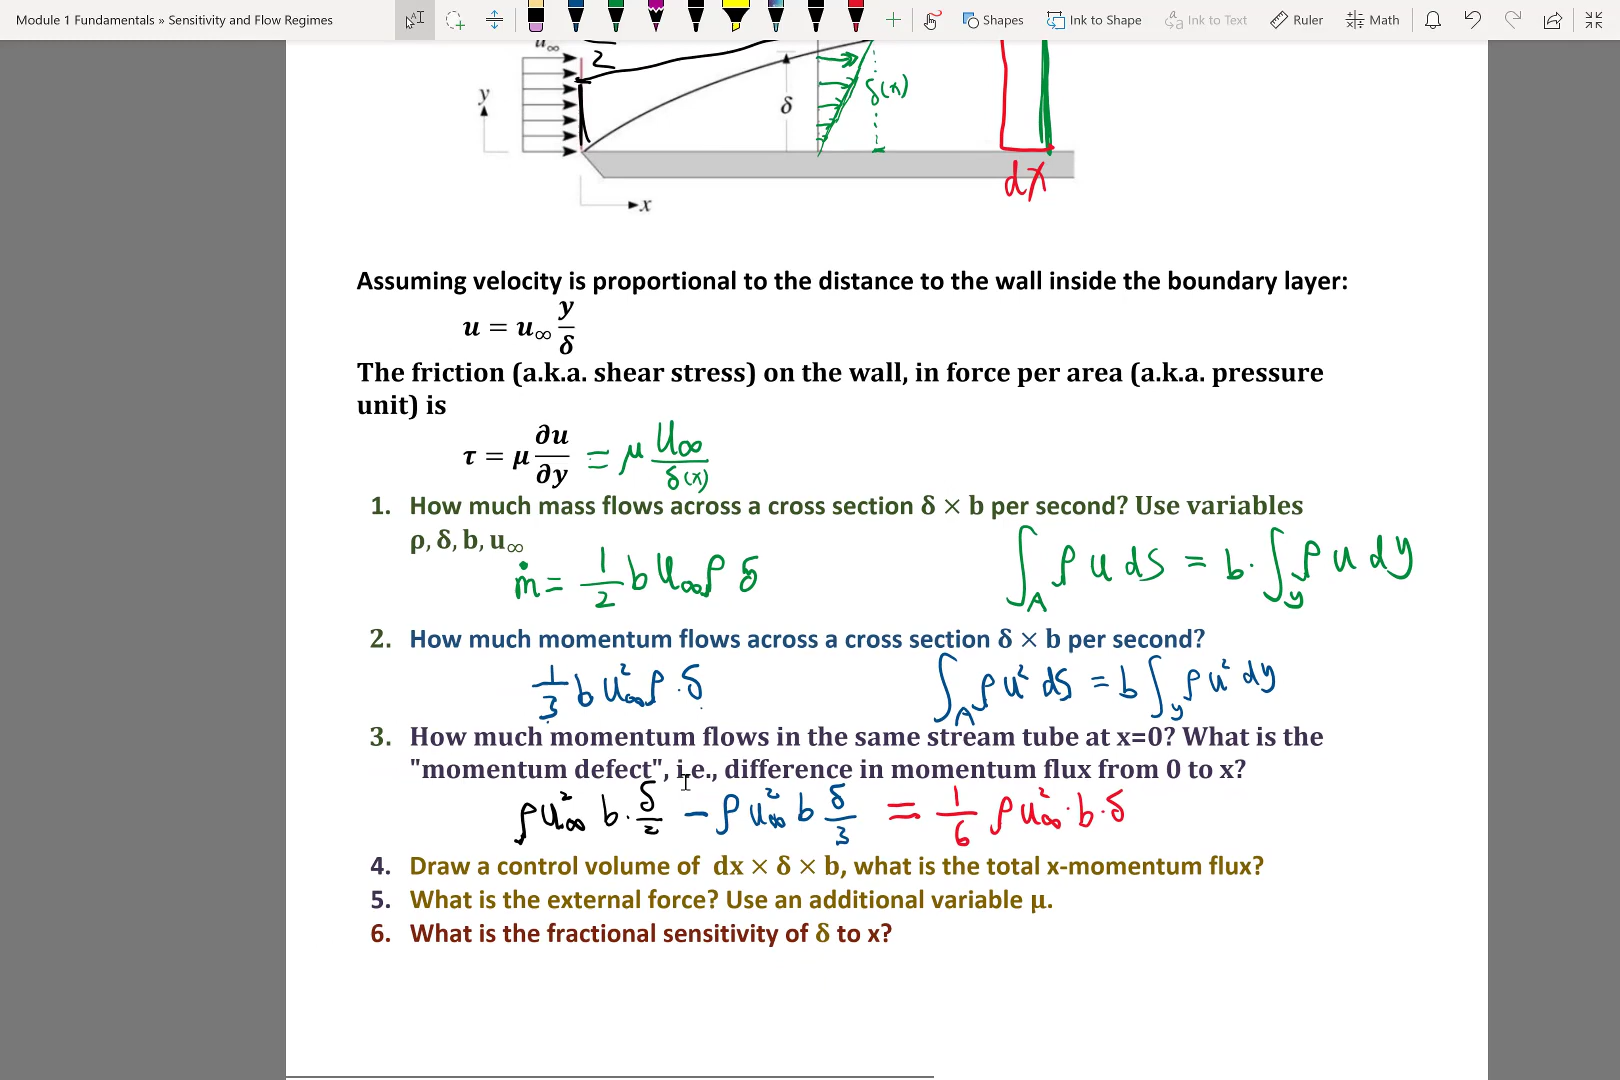 Module 1 Fundamentals » Sensitivity and Flow Regimes
Shapes Ink to Shape Ink to Text Ruler Math
u∞
2
y
δ
δ(x)
dx
x
Assuming velocity is proportional to the distance to the wall inside the boundary layer:
u = u∞ y/δ
The friction (a.k.a. shear stress) on the wall, in force per area (a.k.a. pressure
unit) is
τ = μ ∂u/∂y = μ U∞/δ(x)
1. How much mass flows across a cross section δ × b per second? Use variables
ρ, δ, b, u∞
ṁ = 1/2 b U∞ ρ δ
∫_A ρ u ds = b · ∫_y ρ u dy
2. How much momentum flows across a cross section δ × b per second?
1/3 b U∞² ρ · δ
∫_A ρ u² ds = b ∫_y ρ u² dy
3. How much momentum flows in the same stream tube at x=0? What is the
"momentum defect", i.e., difference in momentum flux from 0 to x?
ρ U∞² b · δ/2 − ρ U∞² b δ/3 = 1/6 ρ U∞² · b · δ
4. Draw a control volume of dx × δ × b, what is the total x-momentum flux?
5. What is the external force? Use an additional variable μ.
6. What is the fractional sensitivity of δ to x?